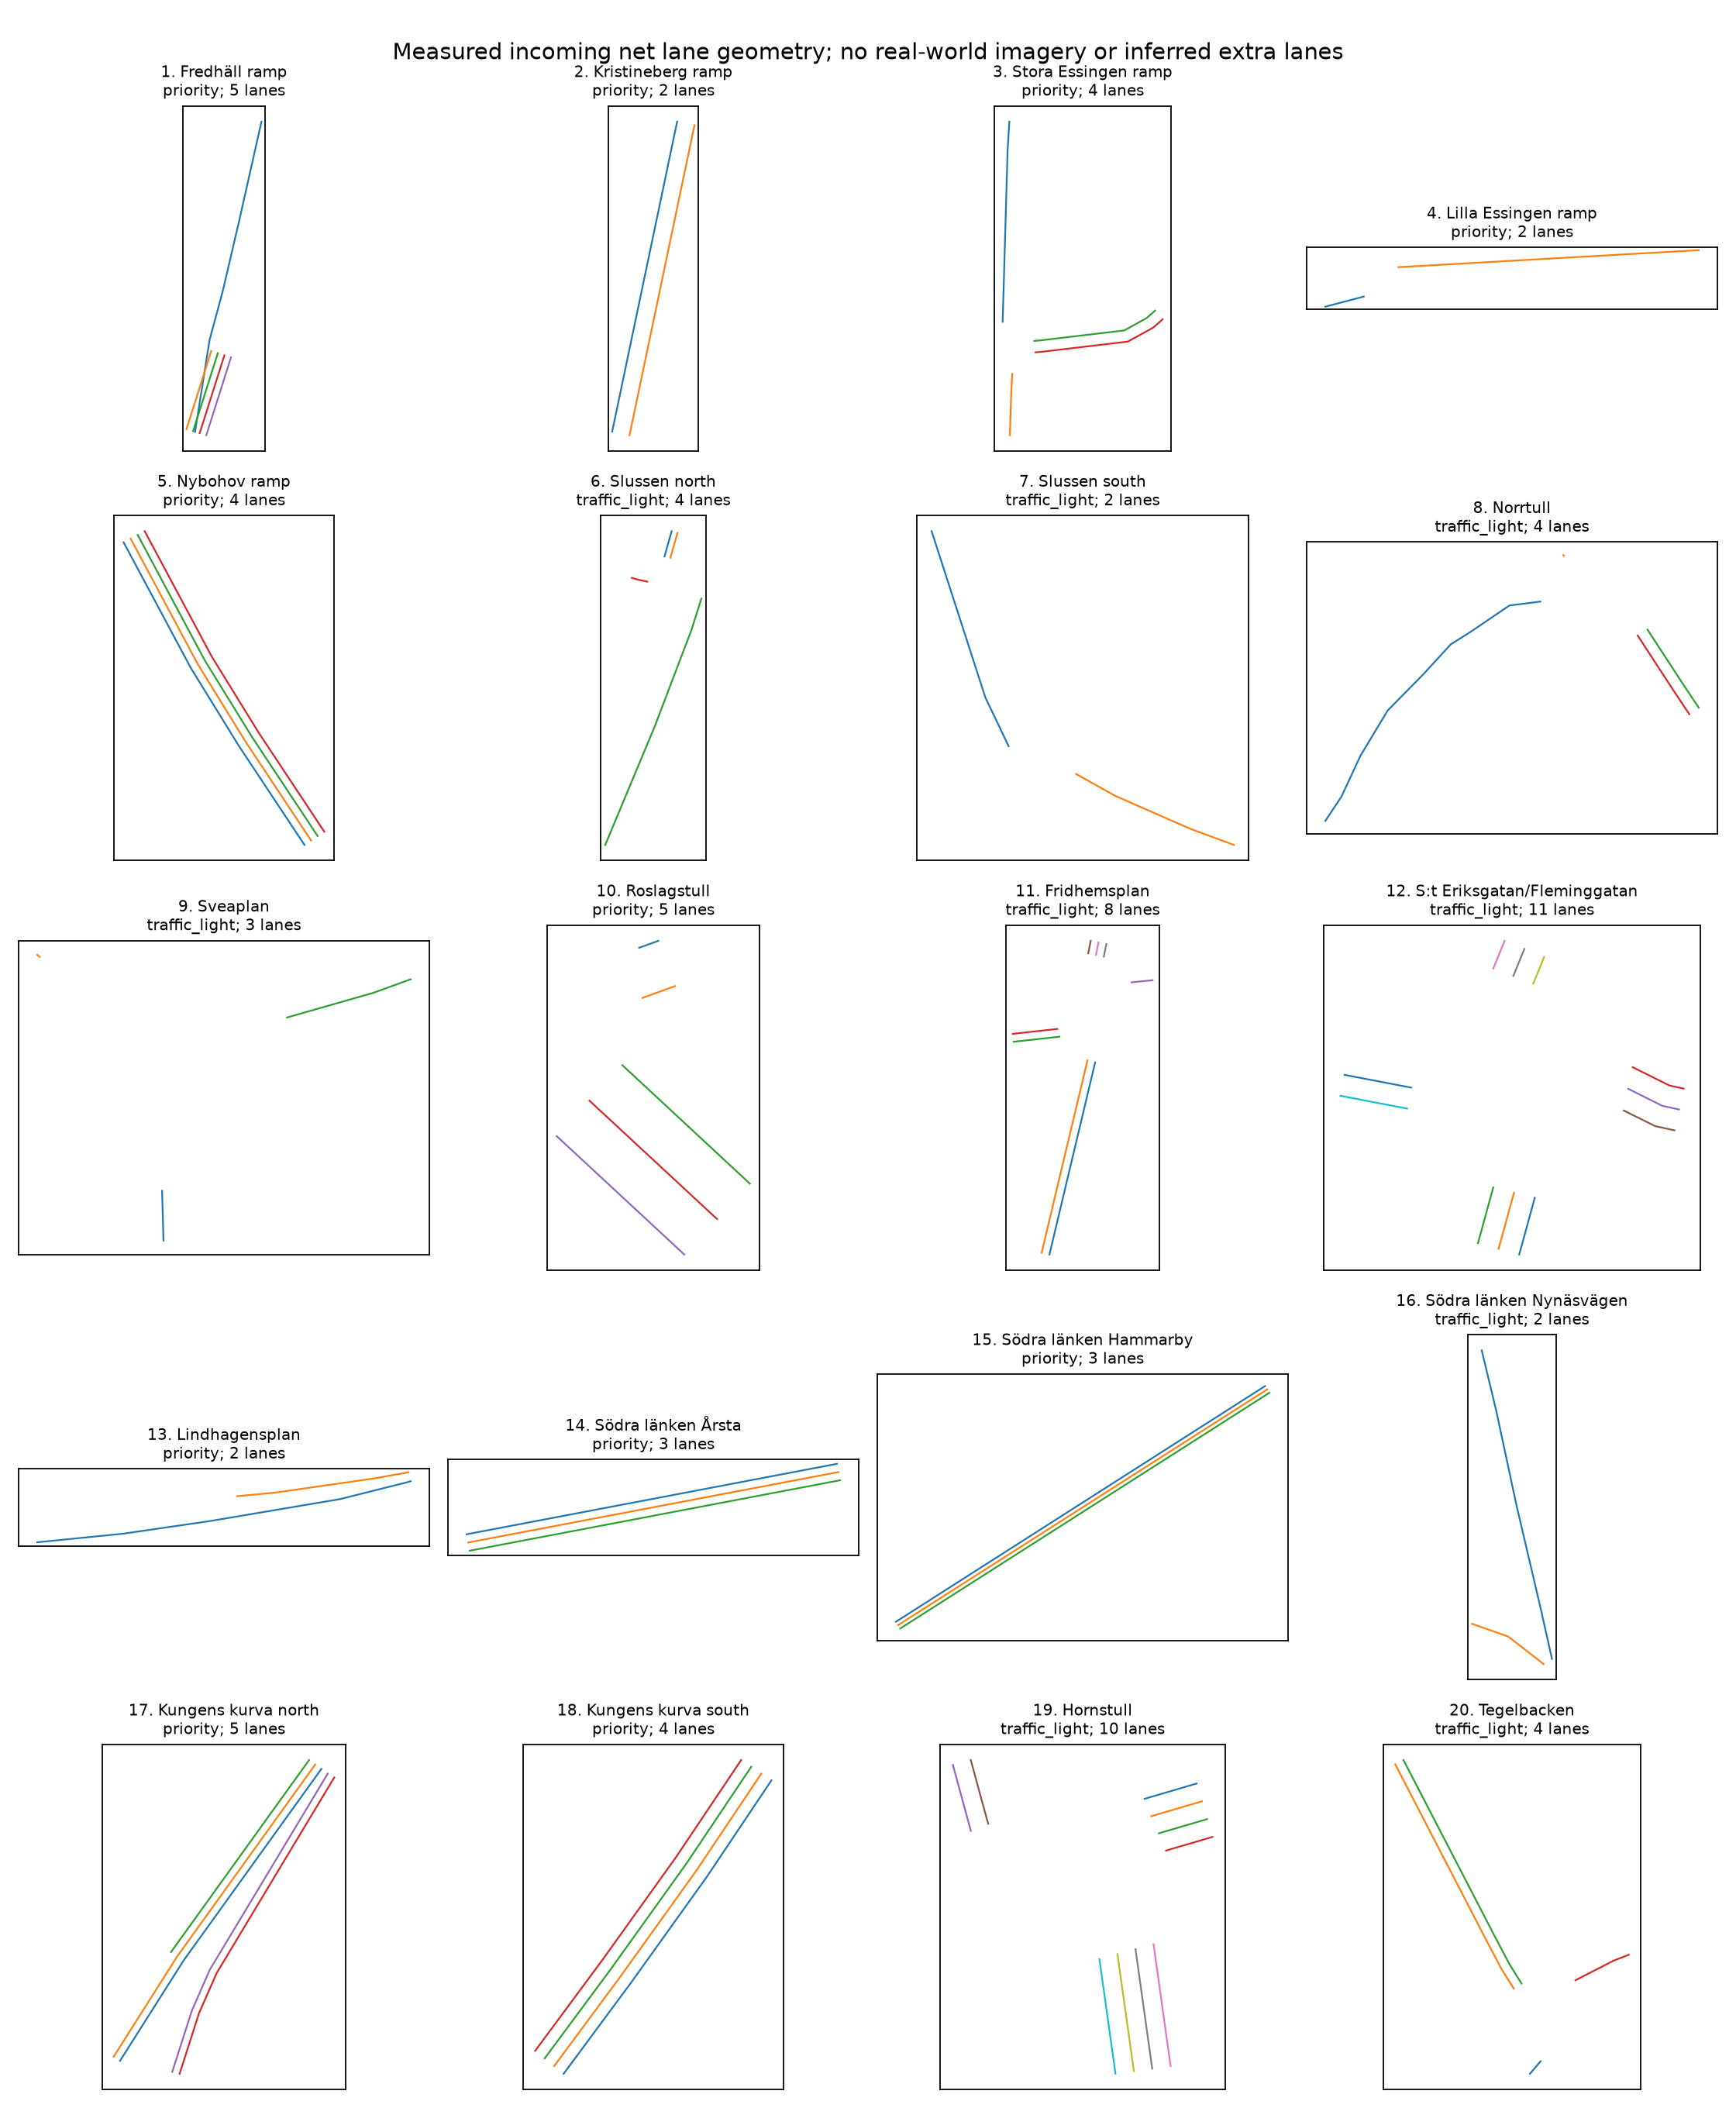 Measured incoming net lane geometry; no real-world imagery or inferred extra lanes
1. Fredhäll ramp
priority; 5 lanes
2. Kristineberg ramp
priority; 2 lanes
3. Stora Essingen ramp
priority; 4 lanes
4. Lilla Essingen ramp
priority; 2 lanes
5. Nybohov ramp
priority; 4 lanes
6. Slussen north
traffic_light; 4 lanes
7. Slussen south
traffic_light; 2 lanes
8. Norrtull
traffic_light; 4 lanes
9. Sveaplan
traffic_light; 3 lanes
10. Roslagstull
priority; 5 lanes
11. Fridhemsplan
traffic_light; 8 lanes
12. S:t Eriksgatan/Fleminggatan
traffic_light; 11 lanes
13. Lindhagensplan
priority; 2 lanes
14. Södra länken Årsta
priority; 3 lanes
15. Södra länken Hammarby
priority; 3 lanes
16. Södra länken Nynäsvägen
traffic_light; 2 lanes
17. Kungens kurva north
priority; 5 lanes
18. Kungens kurva south
priority; 4 lanes
19. Hornstull
traffic_light; 10 lanes
20. Tegelbacken
traffic_light; 4 lanes